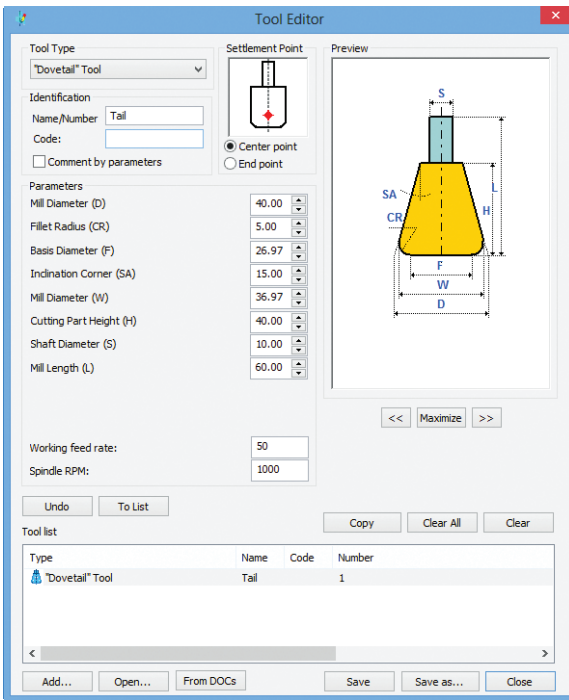 Tool Editor
Tool Type
"Dovetail" Tool
Identification
Name/Number Tail
Code:
Comment by parameters
Settlement Point
Center point
End point
Parameters
Mill Diameter (D) 40.00
Fillet Radius (CR) 5.00
Basis Diameter (F) 26.97
Indination Corner (SA) 15.00
Mill Diameter (W) 36.97
Cutting Part Height (H) 40.00
Shaft Diameter (S) 10.00
Mill Length (L) 60.00
Working feed rate: 50
Spindle RPM: 1000
Preview
S
L
SA
H
CR
F
W
D
<< Maximize >>
Undo To List
Copy Clear All Clear
Tool list
Type Name Code Number
"Dovetail" Tool Tail 1
< >
Add... Open... From DOCs Save Save as... Close